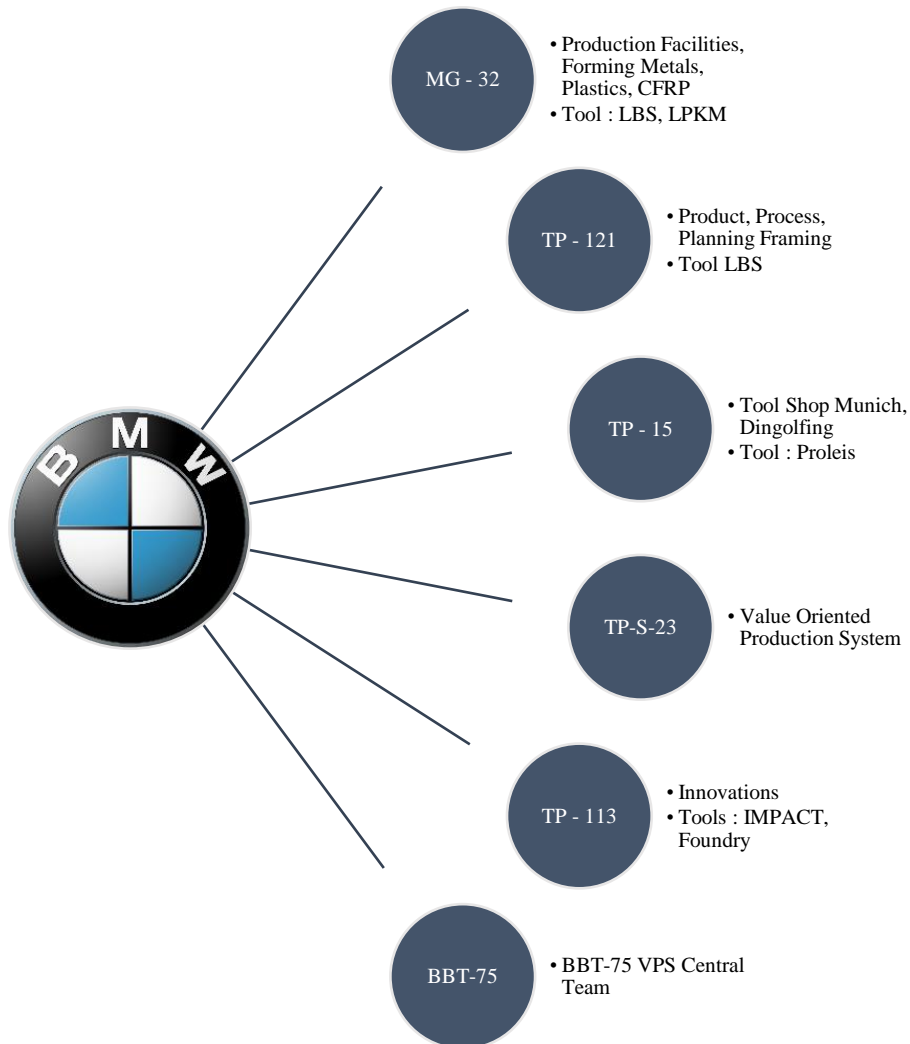 MG - 32
• Production Facilities,
Forming Metals,
Plastics, CFRP
• Tool : LBS, LPKM
TP - 121
• Product, Process,
Planning Framing
• Tool LBS
BMW
TP - 15
• Tool Shop Munich,
Dingolfing
• Tool : Proleis
TP-S-23
• Value Oriented
Production System
TP - 113
• Innovations
• Tools : IMPACT,
Foundry
BBT-75
• BBT-75 VPS Central
Team